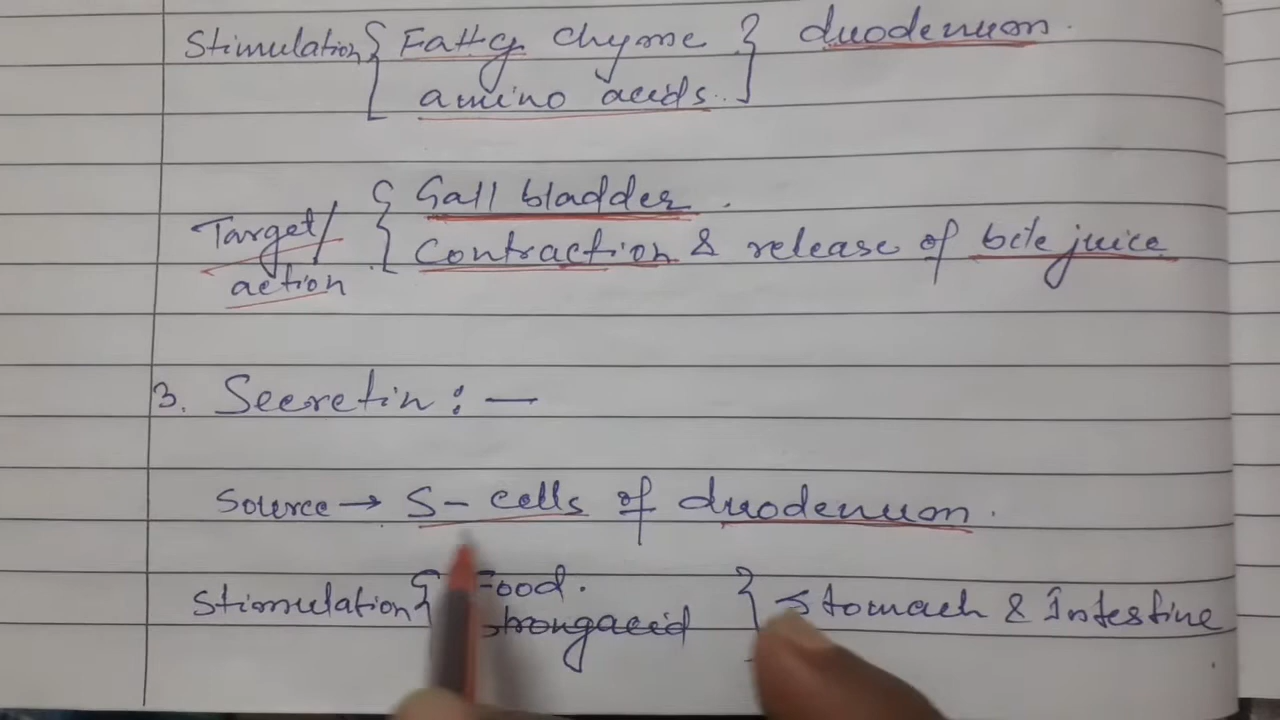 Stimulation { Fatty chyme } duodenum.
amino acids.
Target/ { Gall bladder.
Contraction & release of bile juice
action
3. Secretin : —
Source → S- cells of duodenum.
Stimulation { Food. } Stomach & Intestine
strong acid